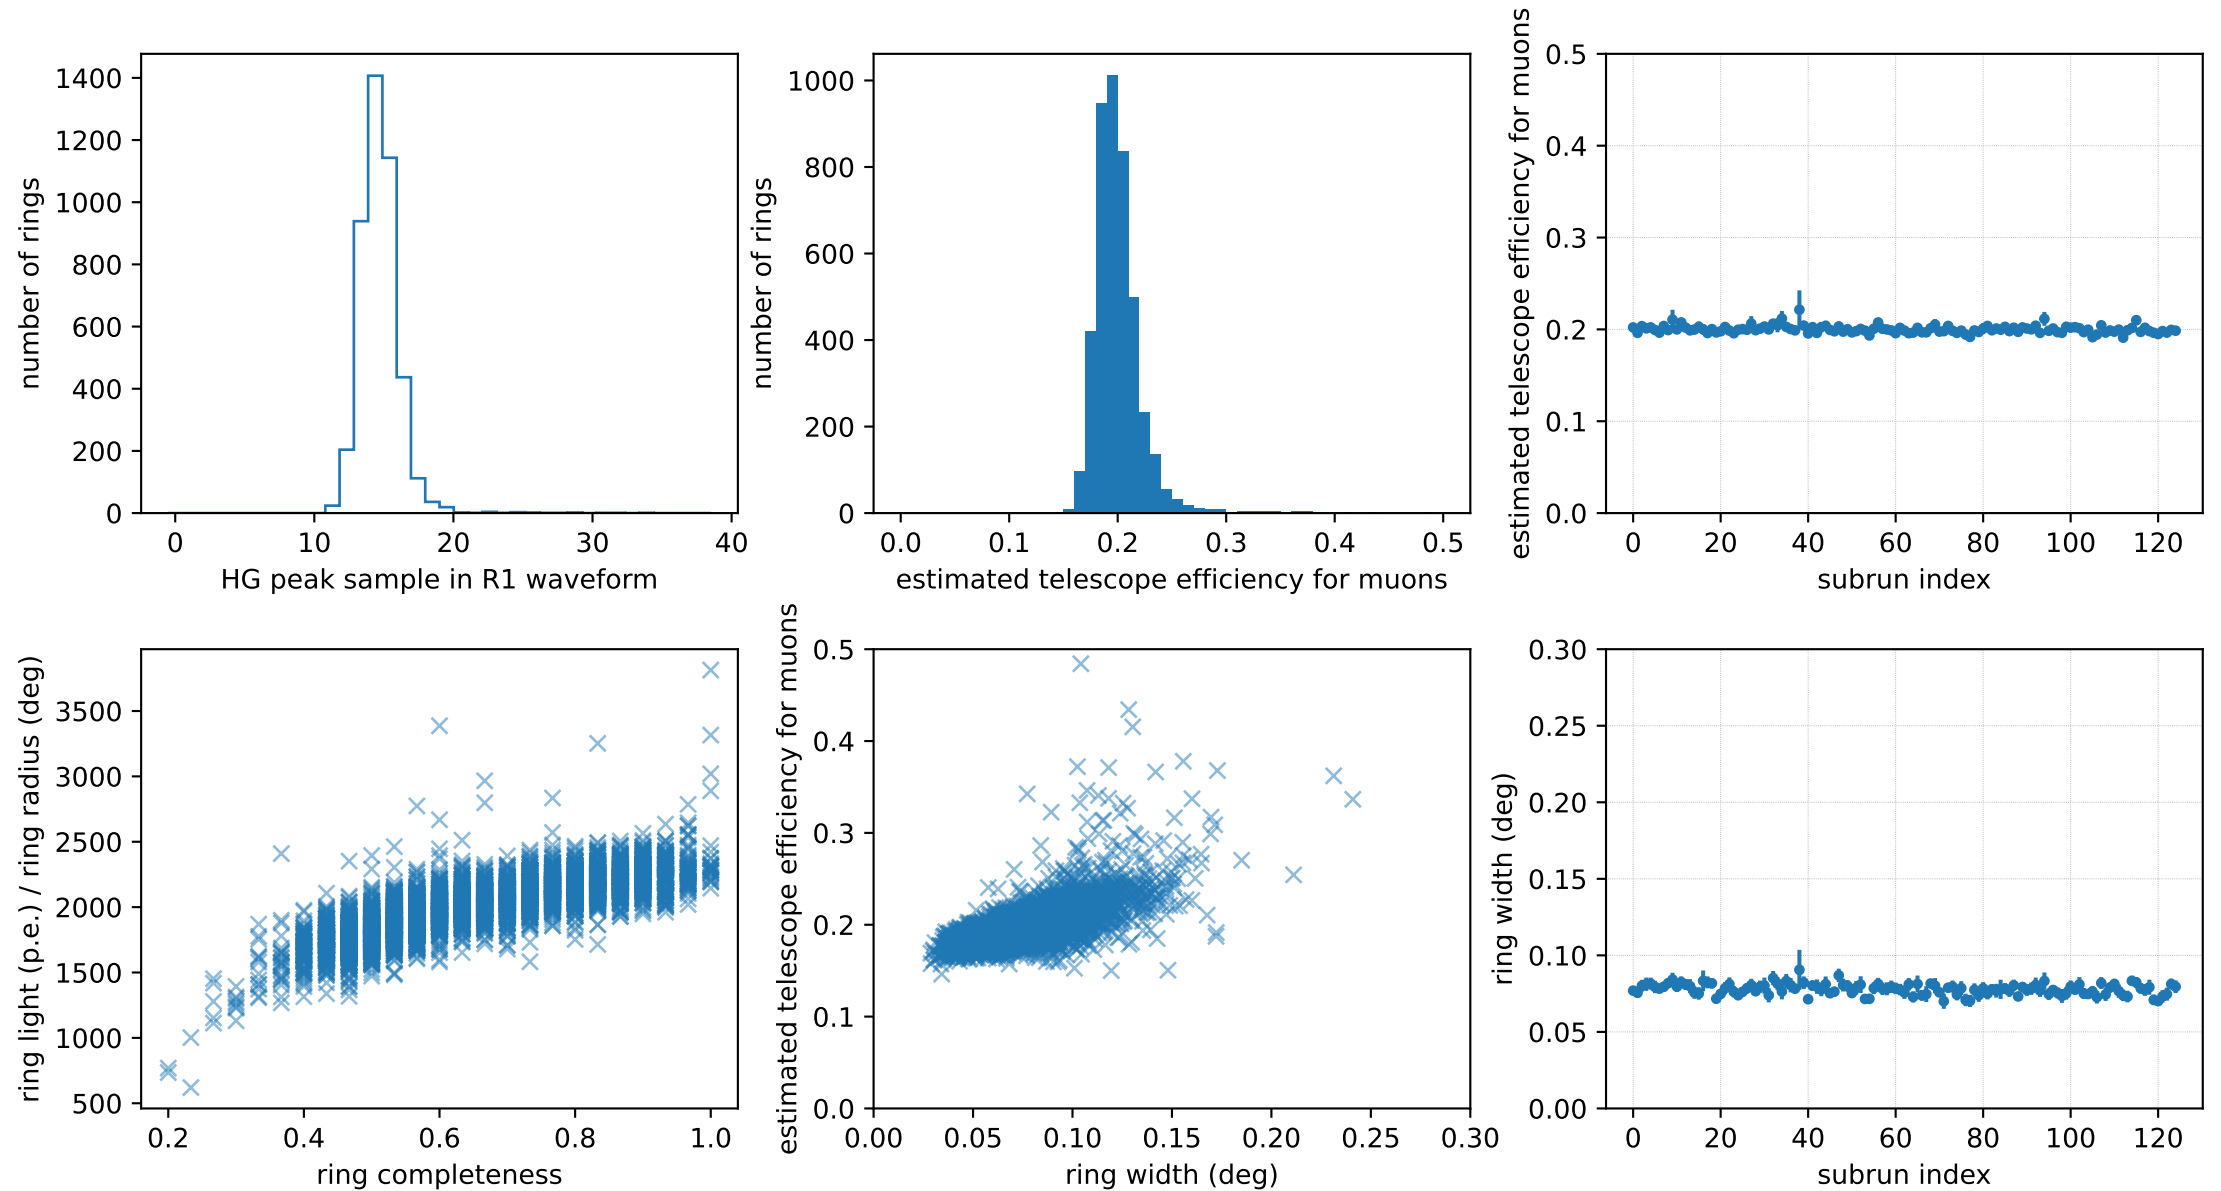 1400
1200
1000
800
600
400
200
0
number of rings
0 10 20 30 40
HG peak sample in R1 waveform
1000
800
600
400
200
0
number of rings
0.0 0.1 0.2 0.3 0.4 0.5
estimated telescope efficiency for muons
0.5
0.4
0.3
0.2
0.1
0.0
estimated telescope efficiency for muons
0 20 40 60 80 100 120
subrun index
3500
3000
2500
2000
1500
1000
500
ring light (p.e.) / ring radius (deg)
0.2 0.4 0.6 0.8 1.0
ring completeness
0.5
0.4
0.3
0.2
0.1
0.0
estimated telescope efficiency for muons
0.00 0.05 0.10 0.15 0.20 0.25 0.30
ring width (deg)
0.30
0.25
0.20
0.15
0.10
0.05
0.00
ring width (deg)
0 20 40 60 80 100 120
subrun index